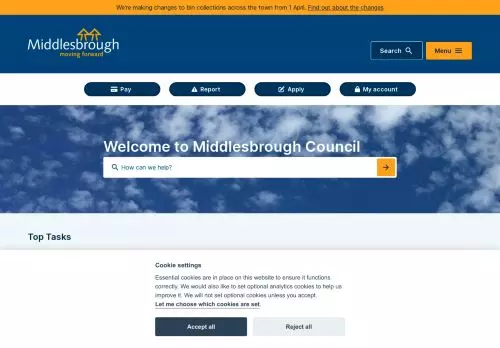 We're making changes to bin collections across the town from 1 April. Find out about the changes.
Middlesbrough
moving forward
Search
Menu
Pay
Report
Apply
My account
Welcome to Middlesbrough Council
How can we help?
Top Tasks
Cookie settings
Essential cookies are in place on this website to ensure it functions
correctly. We would also like to set optional analytics cookies to help us
improve it. We will not set optional cookies unless you accept.
Let me choose which cookies are set.
Accept all
Reject all